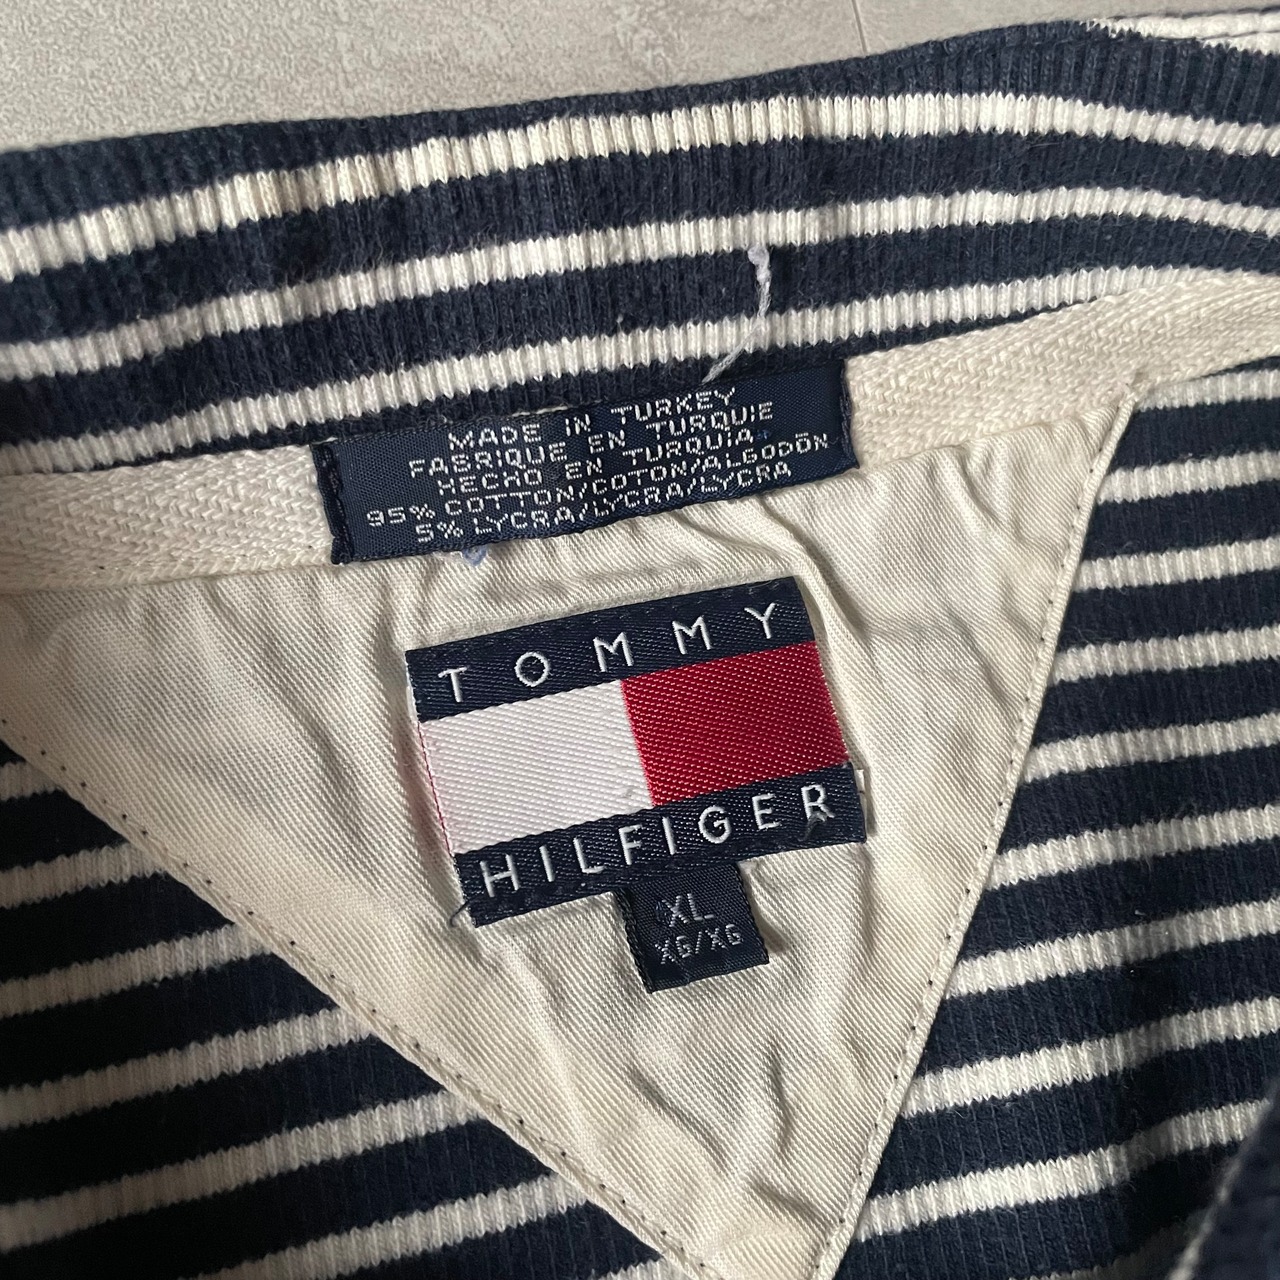 MADE IN TURKEY
FABRIQUE EN TURQUIE
HECHO EN TURQUIA
95% COTTON/COTON/ALGODÓN
5% LYCRA/LYCRA/LYCRA
TOMMY
HILFIGER
XL
XG/XG